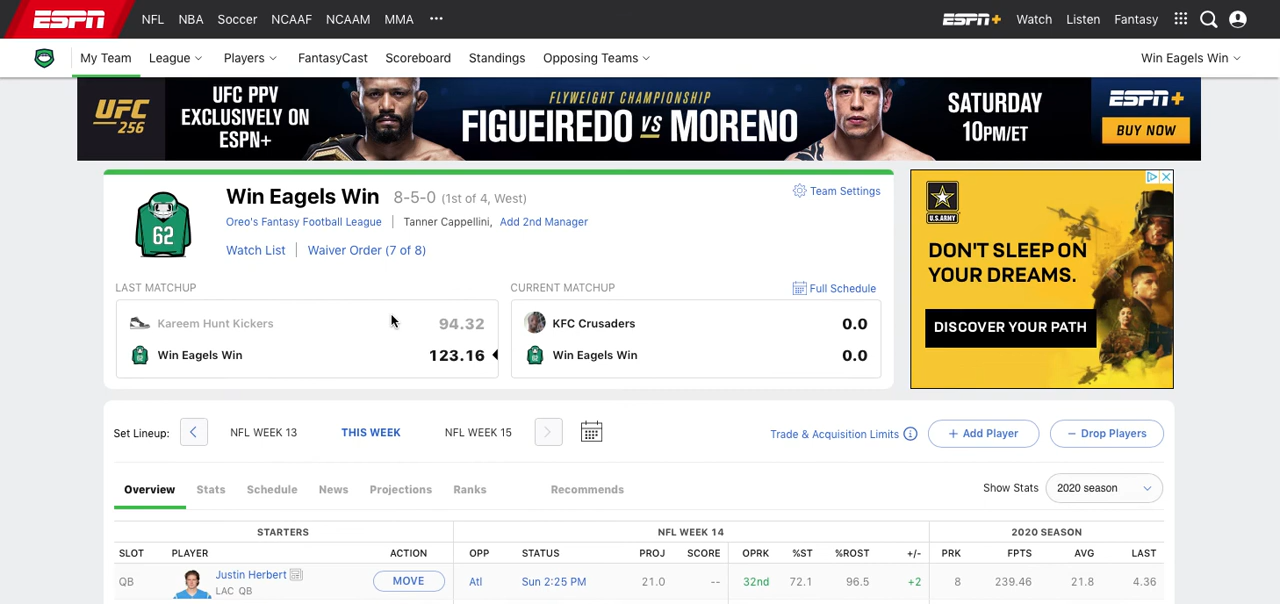 ESPN NFL NBA Soccer NCAAF NCAAM MMA ••• ESPN+ Watch Listen Fantasy
My Team League Players FantasyCast Scoreboard Standings Opposing Teams Win Eagels Win
UFC 256
UFC PPV
EXCLUSIVELY ON
ESPN+
FLYWEIGHT CHAMPIONSHIP
FIGUEIREDO VS MORENO
SATURDAY
10PM/ET
ESPN+
BUY NOW
Win Eagels Win 8-5-0 (1st of 4, West)
Team Settings
Oreo's Fantasy Football League | Tanner Cappellini, Add 2nd Manager
Watch List | Waiver Order (7 of 8)
62
LAST MATCHUP
Kareem Hunt Kickers 94.32
Win Eagels Win 123.16
CURRENT MATCHUP Full Schedule
KFC Crusaders 0.0
Win Eagels Win 0.0
U.S.ARMY
DON'T SLEEP ON
YOUR DREAMS.
DISCOVER YOUR PATH
Set Lineup: NFL WEEK 13 THIS WEEK NFL WEEK 15 Trade & Acquisition Limits + Add Player − Drop Players
Overview Stats Schedule News Projections Ranks Recommends Show Stats 2020 season
STARTERS NFL WEEK 14 2020 SEASON
SLOT PLAYER ACTION OPP STATUS PROJ SCORE OPRK %ST %ROST +/- PRK FPTS AVG LAST
QB Justin Herbert MOVE Atl Sun 2:25 PM 21.0 -- 32nd 72.1 96.5 +2 8 239.46 21.8 4.36
LAC QB